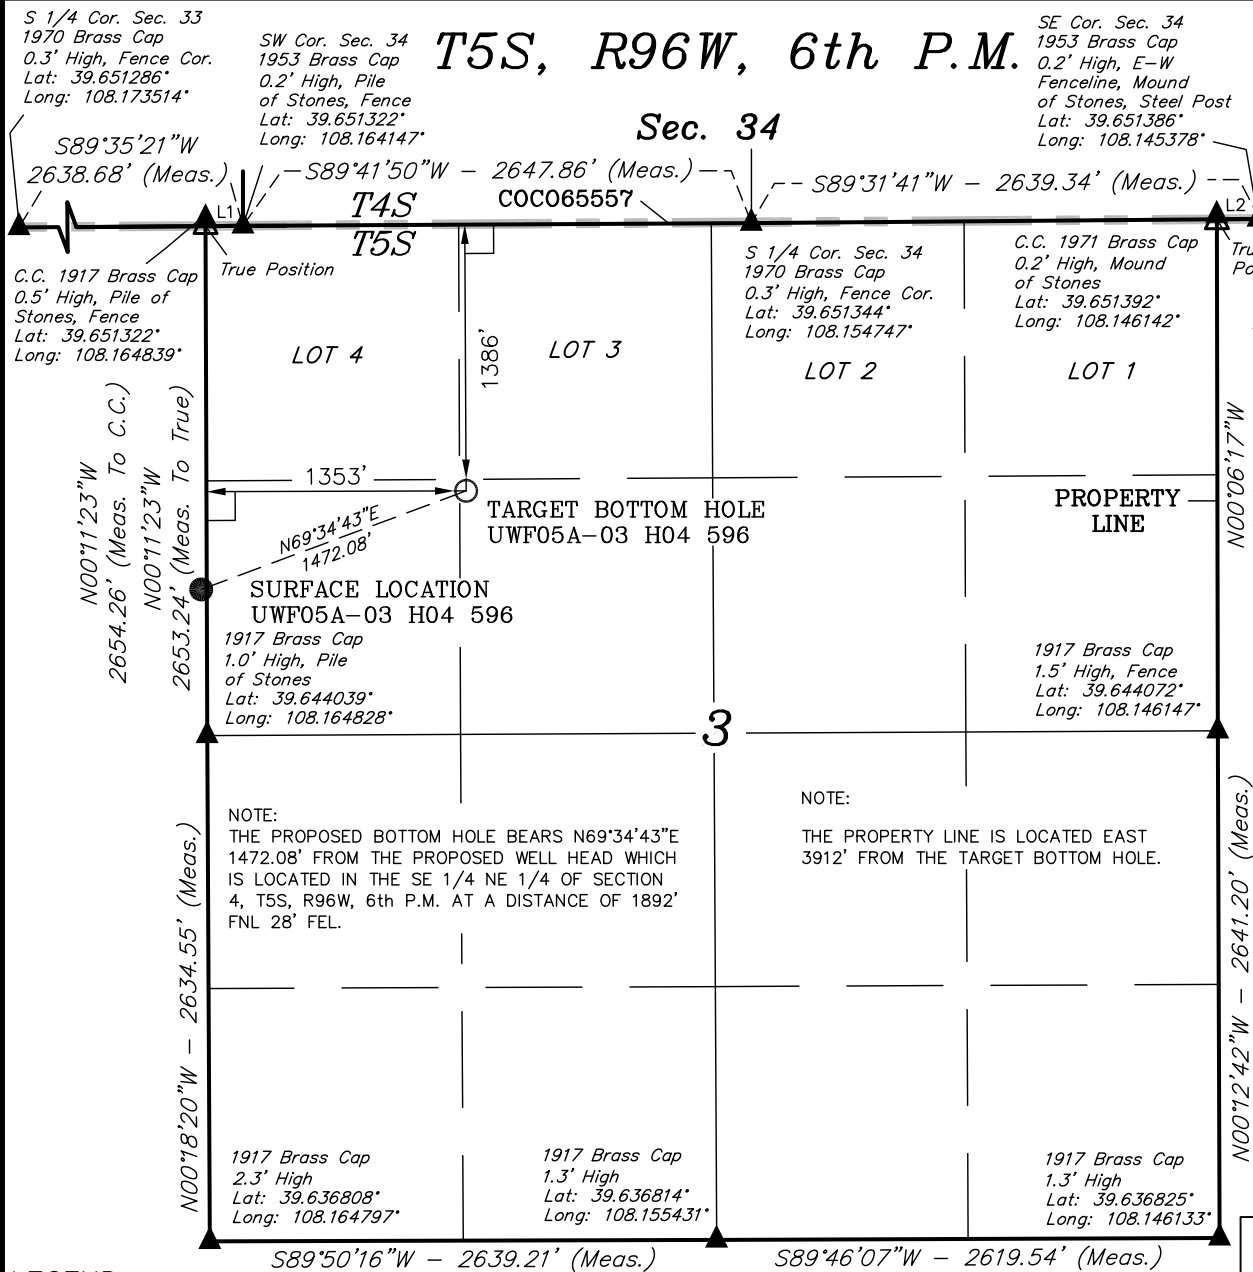 S 1/4 Cor. Sec. 33
1970 Brass Cap
0.3' High, Fence Cor.
Lat: 39.651286°
Long: 108.173514°
SW Cor. Sec. 34
1953 Brass Cap
0.2' High, Pile
of Stones, Fence
Lat: 39.651322°
Long: 108.164147°
T5S, R96W, 6th P.M.
Sec. 34
SE Cor. Sec. 34
1953 Brass Cap
0.2' High, E-W
Fenceline, Mound
of Stones, Steel Post
Lat: 39.651386°
Long: 108.145378°
S89°35'21"W
2638.68' (Meas.)
S89°41'50"W - 2647.86' (Meas.)
S89°31'41"W - 2639.34' (Meas.)
COC065557
T4S
T5S
L1
L2
True Position
C.C. 1917 Brass Cap
0.5' High, Pile of
Stones, Fence
Lat: 39.651322°
Long: 108.164839°
S 1/4 Cor. Sec. 34
1970 Brass Cap
0.3' High, Fence Cor.
Lat: 39.651344°
Long: 108.154747°
C.C. 1971 Brass Cap
0.2' High, Mound
of Stones
Lat: 39.651392°
Long: 108.146142°
Tru
Po
LOT 4
LOT 3
LOT 2
LOT 1
1386'
1353'
N00°11'23"W
2654.26' (Meas. To C.C.)
N00°11'23"W
2653.24' (Meas. To True)
N00°06'17"W
TARGET BOTTOM HOLE
UWF05A-03 H04 596
PROPERTY
LINE
N69°34'43"E
1472.08'
SURFACE LOCATION
UWF05A-03 H04 596
1917 Brass Cap
1.0' High, Pile
of Stones
Lat: 39.644039°
Long: 108.164828°
1917 Brass Cap
1.5' High, Fence
Lat: 39.644072°
Long: 108.146147°
3
NOTE:
THE PROPOSED BOTTOM HOLE BEARS N69°34'43"E
1472.08' FROM THE PROPOSED WELL HEAD WHICH
IS LOCATED IN THE SE 1/4 NE 1/4 OF SECTION
4, T5S, R96W, 6th P.M. AT A DISTANCE OF 1892'
FNL 28' FEL.
NOTE:
THE PROPERTY LINE IS LOCATED EAST
3912' FROM THE TARGET BOTTOM HOLE.
N00°18'20"W - 2634.55' (Meas.)
N00°12'42"W - 2641.20' (Meas.)
1917 Brass Cap
2.3' High
Lat: 39.636808°
Long: 108.164797°
1917 Brass Cap
1.3' High
Lat: 39.636814°
Long: 108.155431°
1917 Brass Cap
1.3' High
Lat: 39.636825°
Long: 108.146133°
S89°50'16"W - 2639.21' (Meas.)
S89°46'07"W - 2619.54' (Meas.)